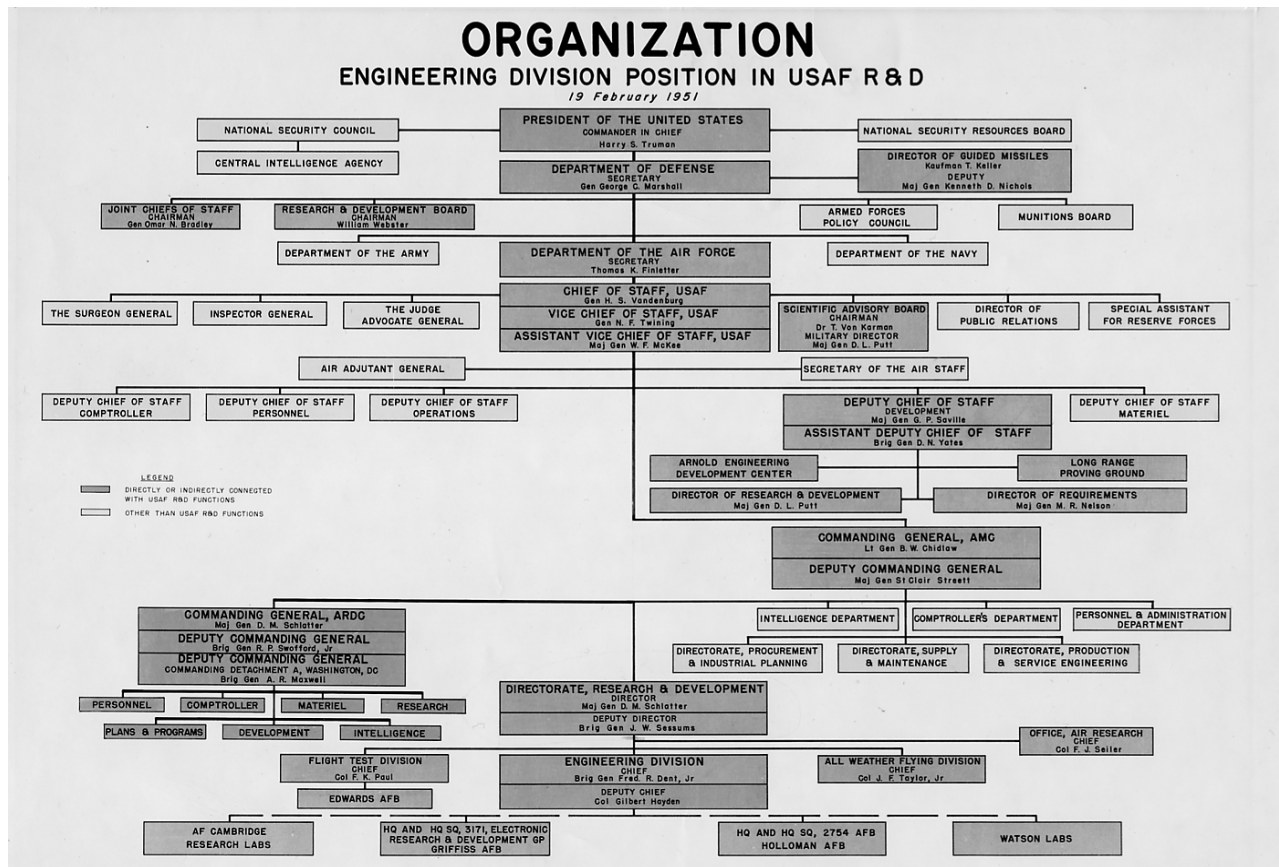 ORGANIZATION
ENGINEERING DIVISION POSITION IN USAF R & D
19 February 1951
PRESIDENT OF THE UNITED STATES
COMMANDER IN CHIEF
Harry S. Truman
NATIONAL SECURITY COUNCIL
NATIONAL SECURITY RESOURCES BOARD
CENTRAL INTELLIGENCE AGENCY
DEPARTMENT OF DEFENSE
SECRETARY
Gen George C. Marshall
DIRECTOR OF GUIDED MISSILES
Kaufman T. Keller
DEPUTY
Maj Gen Kenneth D. Nichols
JOINT CHIEFS OF STAFF
CHAIRMAN
Gen Omar N. Bradley
RESEARCH & DEVELOPMENT BOARD
CHAIRMAN
William Webster
ARMED FORCES
POLICY COUNCIL
MUNITIONS BOARD
DEPARTMENT OF THE ARMY
DEPARTMENT OF THE AIR FORCE
SECRETARY
Thomas K. Finletter
DEPARTMENT OF THE NAVY
THE SURGEON GENERAL
INSPECTOR GENERAL
THE JUDGE
ADVOCATE GENERAL
CHIEF OF STAFF, USAF
Gen H. S. Vandenburg
VICE CHIEF OF STAFF, USAF
Gen N. F. Twining
ASSISTANT VICE CHIEF OF STAFF, USAF
Maj Gen W. F. McKee
SCIENTIFIC ADVISORY BOARD
CHAIRMAN
Dr T. Von Karman
MILITARY DIRECTOR
Maj Gen D. L. Putt
DIRECTOR OF
PUBLIC RELATIONS
SPECIAL ASSISTANT
FOR RESERVE FORCES
AIR ADJUTANT GENERAL
SECRETARY OF THE AIR STAFF
DEPUTY CHIEF OF STAFF
COMPTROLLER
DEPUTY CHIEF OF STAFF
PERSONNEL
DEPUTY CHIEF OF STAFF
OPERATIONS
DEPUTY CHIEF OF STAFF
DEVELOPMENT
Maj Gen G. P. Saville
ASSISTANT DEPUTY CHIEF OF STAFF
Brig Gen D. N. Yates
DEPUTY CHIEF OF STAFF
MATERIEL
ARNOLD ENGINEERING
DEVELOPMENT CENTER
LONG RANGE
PROVING GROUND
DIRECTOR OF RESEARCH & DEVELOPMENT
Maj Gen D. L. Putt
DIRECTOR OF REQUIREMENTS
Maj Gen M. R. Nelson
LEGEND
DIRECTLY OR INDIRECTLY CONNECTED
WITH USAF R&D FUNCTIONS
OTHER THAN USAF R&D FUNCTIONS
COMMANDING GENERAL, AMC
Lt Gen B. W. Chidlaw
DEPUTY COMMANDING GENERAL
Maj Gen St Clair Streett
COMMANDING GENERAL, ARDC
Maj Gen D. M. Schlatter
DEPUTY COMMANDING GENERAL
Brig Gen R. P. Swofford, Jr
DEPUTY COMMANDING GENERAL
COMMANDING DETACHMENT A, WASHINGTON, DC
Brig Gen A. R. Maxwell
INTELLIGENCE DEPARTMENT
COMPTROLLER'S DEPARTMENT
PERSONNEL & ADMINISTRATION
DEPARTMENT
DIRECTORATE, PROCUREMENT
& INDUSTRIAL PLANNING
DIRECTORATE, SUPPLY
& MAINTENANCE
DIRECTORATE, PRODUCTION
& SERVICE ENGINEERING
PERSONNEL
COMPTROLLER
MATERIEL
RESEARCH
PLANS & PROGRAMS
DEVELOPMENT
INTELLIGENCE
DIRECTORATE, RESEARCH & DEVELOPMENT
DIRECTOR
Maj Gen D. M. Schlatter
DEPUTY DIRECTOR
Brig Gen J. W. Sessums
OFFICE, AIR RESEARCH
CHIEF
Col F. J. Seiler
FLIGHT TEST DIVISION
CHIEF
Col F. K. Paul
EDWARDS AFB
ENGINEERING DIVISION
CHIEF
Brig Gen Fred. R. Dent, Jr
DEPUTY CHIEF
Col Gilbert Hayden
ALL WEATHER FLYING DIVISION
CHIEF
Col J. F. Taylor, Jr
AF CAMBRIDGE
RESEARCH LABS
HQ AND HQ SQ, 3171, ELECTRONIC
RESEARCH & DEVELOPMENT GP
GRIFFISS AFB
HQ AND HQ SQ, 2754 AFB
HOLLOMAN AFB
WATSON LABS